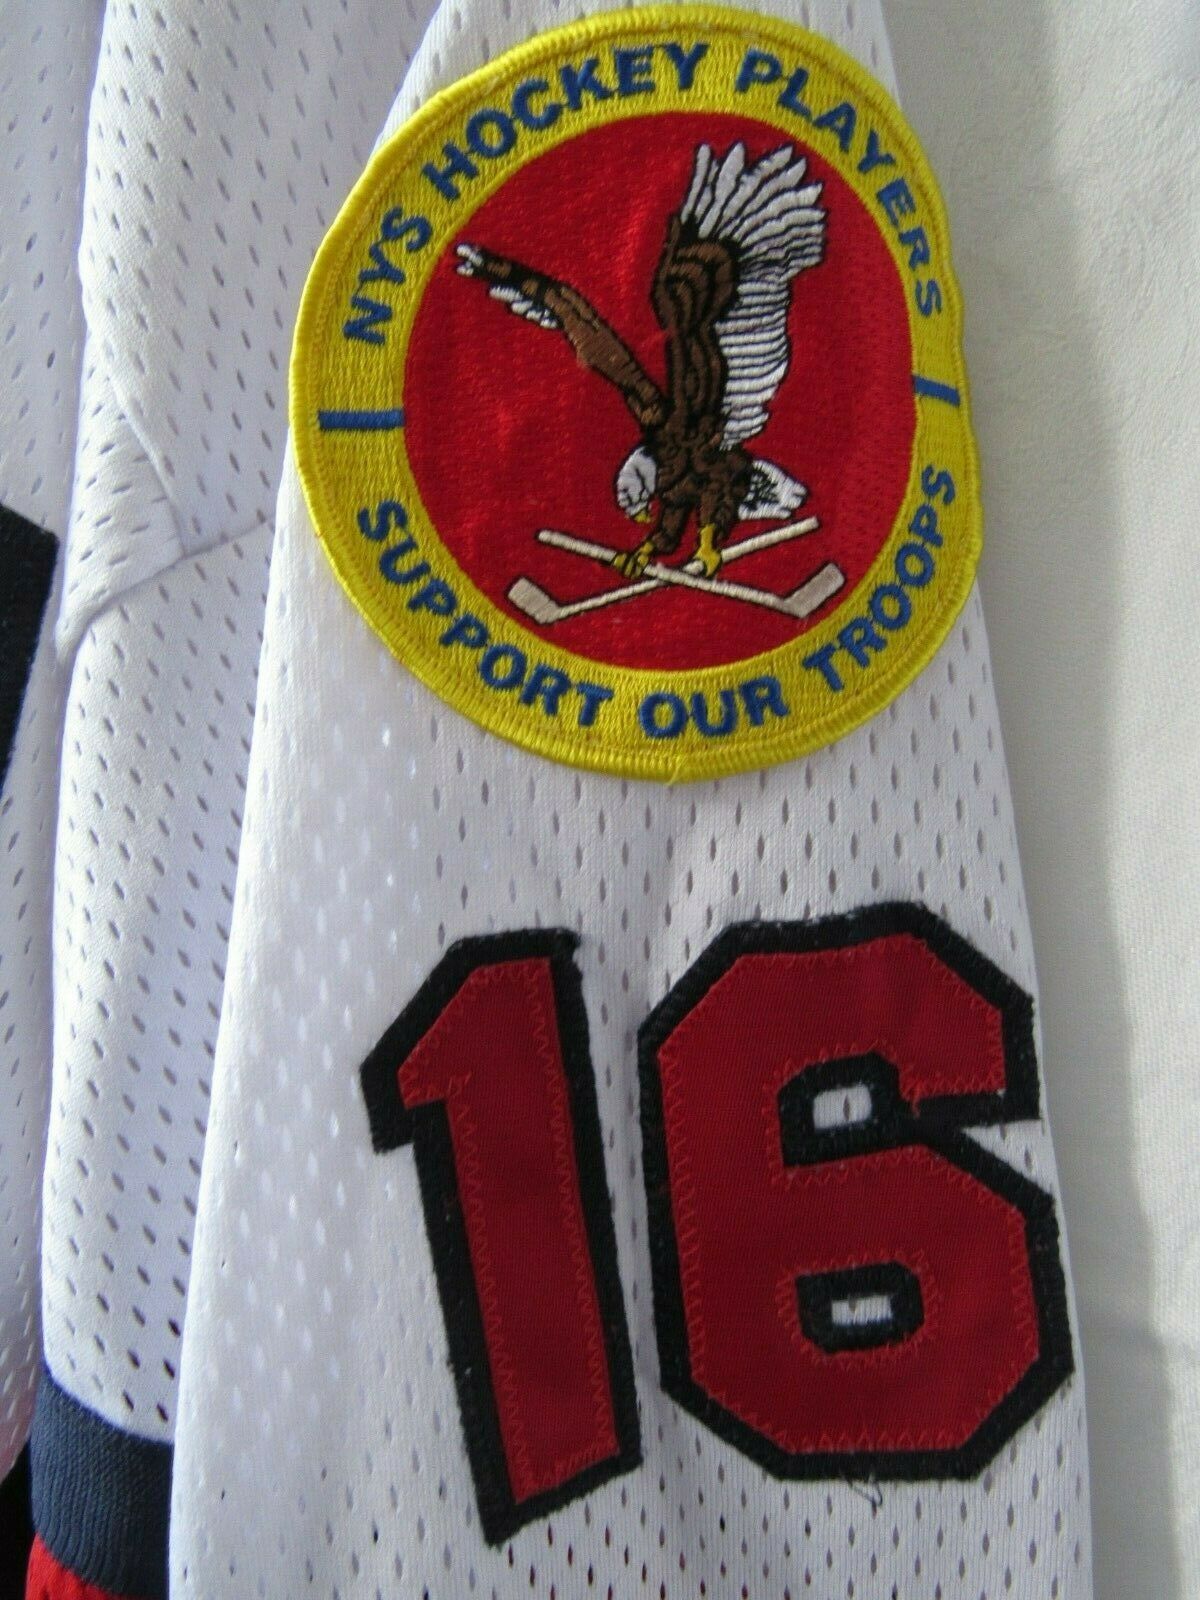 NYS HOCKEY PLAYERS
SUPPORT OUR TROOPS
16